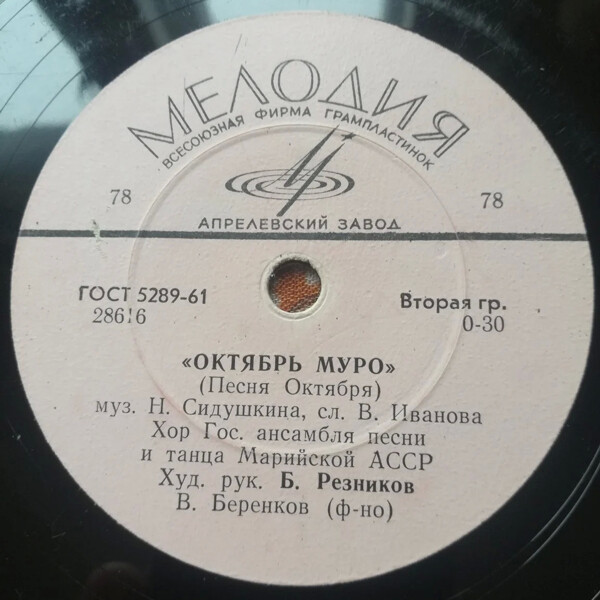 МЕЛОДИЯ
ВСЕСОЮЗНАЯ ФИРМА ГРАМПЛАСТИНОК
78 78
АПРЕЛЕВСКИЙ ЗАВОД
ГОСТ 5289-61 Вторая гр.
28616 0-30
«ОКТЯБРЬ МУРО»
(Песня Октября)
муз. Н. Сидушкина, сл. В. Иванова
Хор Гос. ансамбля песни
и танца Марийской АССР
Худ. рук. Б. Резников
В. Беренков (ф-но)